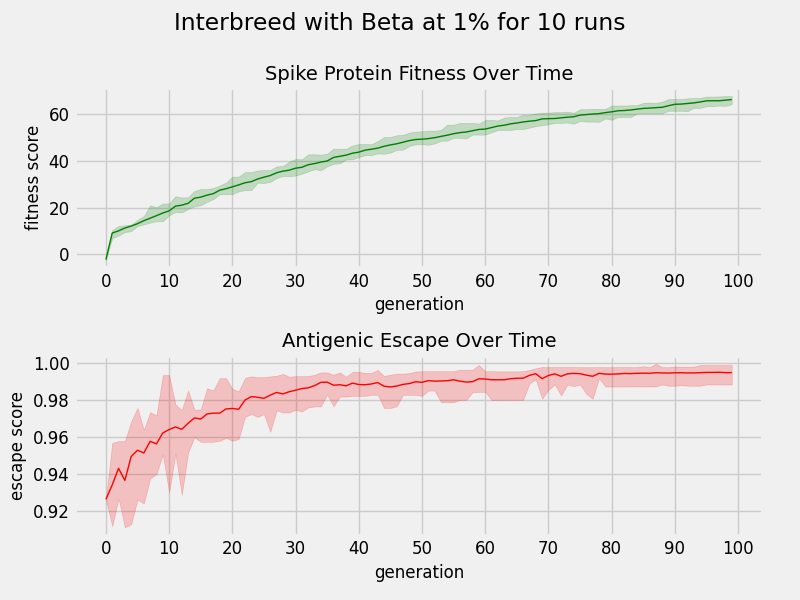 Interbreed with Beta at 1% for 10 runs
Spike Protein Fitness Over Time
60
40
20
0
fitness score
0 10 20 30 40 50 60 70 80 90 100
generation
Antigenic Escape Over Time
1.00
0.98
0.96
0.94
0.92
escape score
0 10 20 30 40 50 60 70 80 90 100
generation